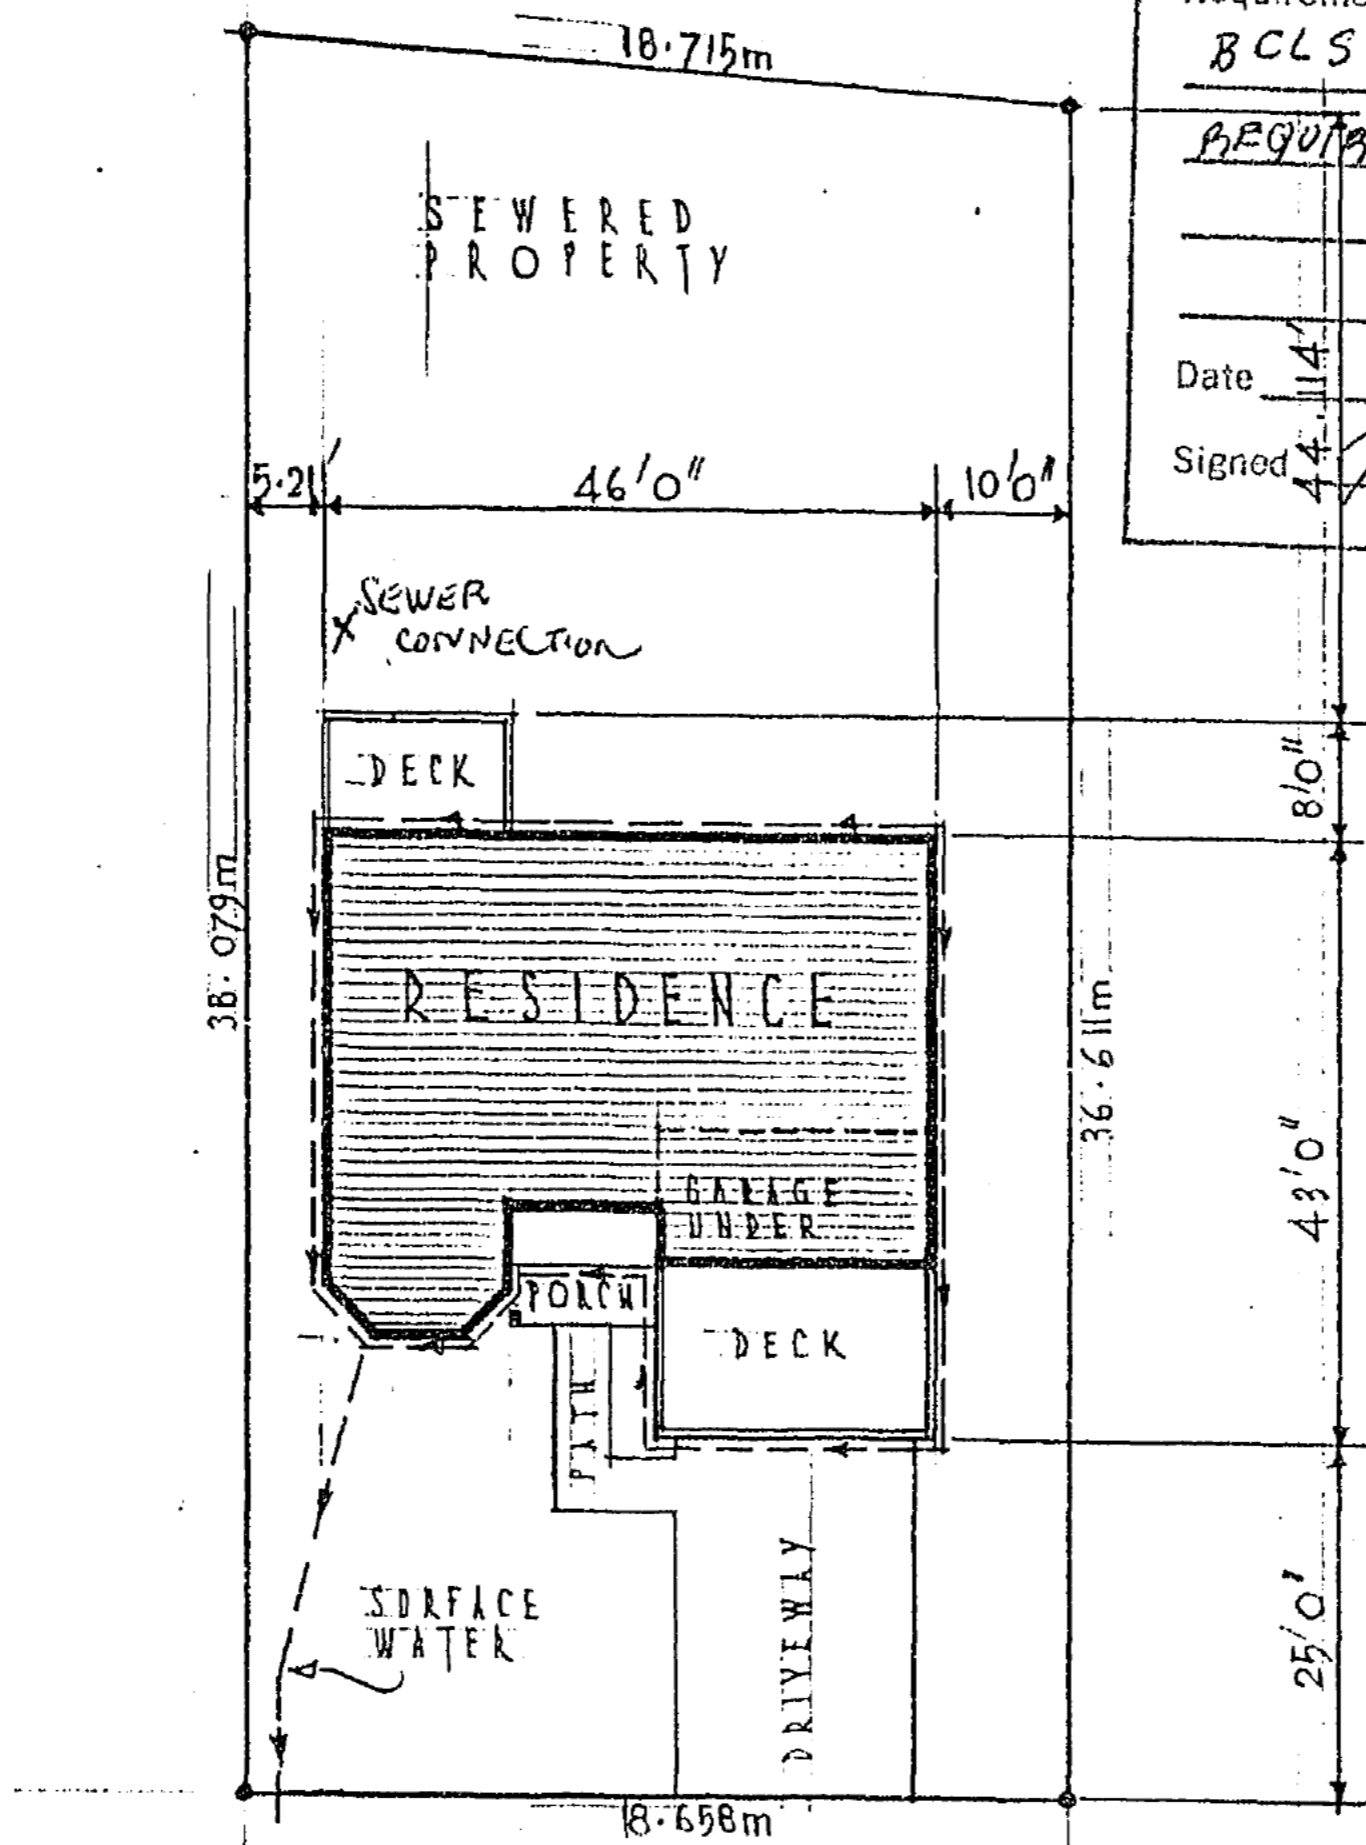 18.715m
BCLS
SEWERED
PROPERTY
Date
44.114'
Signed
5.21'
46'0"
10'0"
SEWER
CONNECTION
DECK
8'0"
38.079m
RESIDENCE
36.611m
43'0"
GARAGE
UNDER
PORCH
DECK
PATH
DRIVEWAY
SURFACE
WATER
25'0"
18.658m